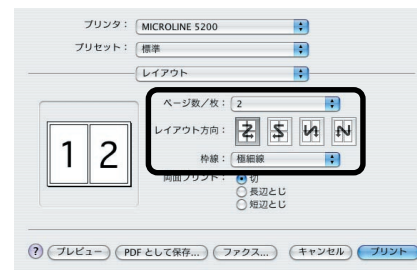 プリンタ： MICROLINE 5200
プリセット： 標準
レイアウト
ページ数／枚： 2
レイアウト方向：
枠線： 極細線
両面プリント： 切
長辺とじ
短辺とじ
1 2
? プレビュー PDF として保存... ファクス... キャンセル プリント